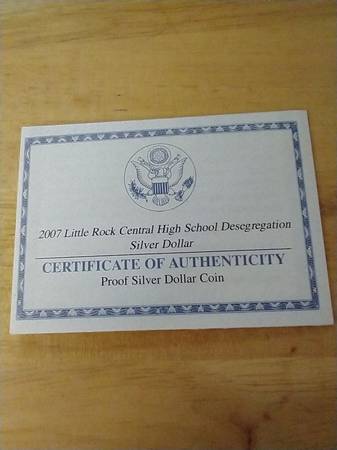 2007 Little Rock Central High School Desegregation
Silver Dollar
CERTIFICATE OF AUTHENTICITY
Proof Silver Dollar Coin